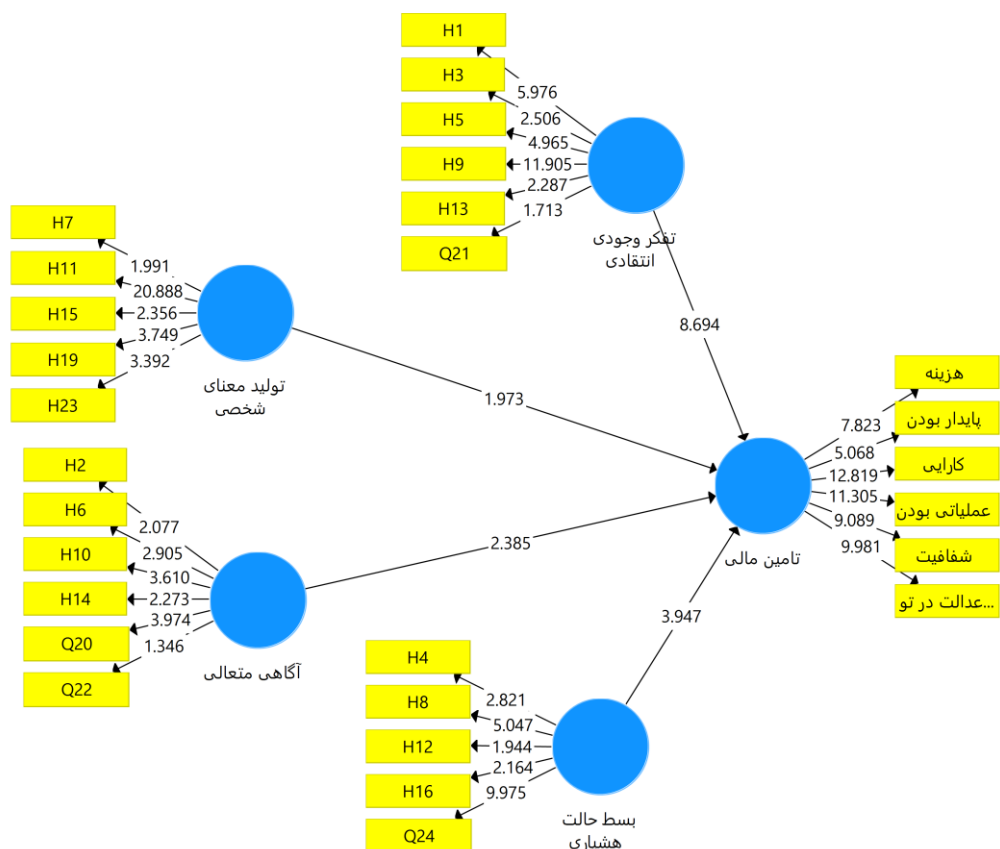 H1
H3
H5
H9
H13
Q21
5.976
2.506
4.965
11.905
2.287
1.713
تفکر وجودی
انتقادی
8.694
H7
H11
H15
H19
H23
1.991
20.888
2.356
3.749
3.392
تولید معنای
شخصی
1.973
H2
H6
H10
H14
Q20
Q22
2.077
2.905
3.610
2.273
3.974
1.346
آگاهی متعالی
2.385
H4
H8
H12
H16
Q24
2.821
5.047
1.944
2.164
9.975
بسط حالت
هشیاری
3.947
تامین مالی
7.823
5.068
12.819
11.305
9.089
9.981
هزینه
پایدار بودن
کارایی
عملیاتی بودن
شفافیت
عدالت در تو...